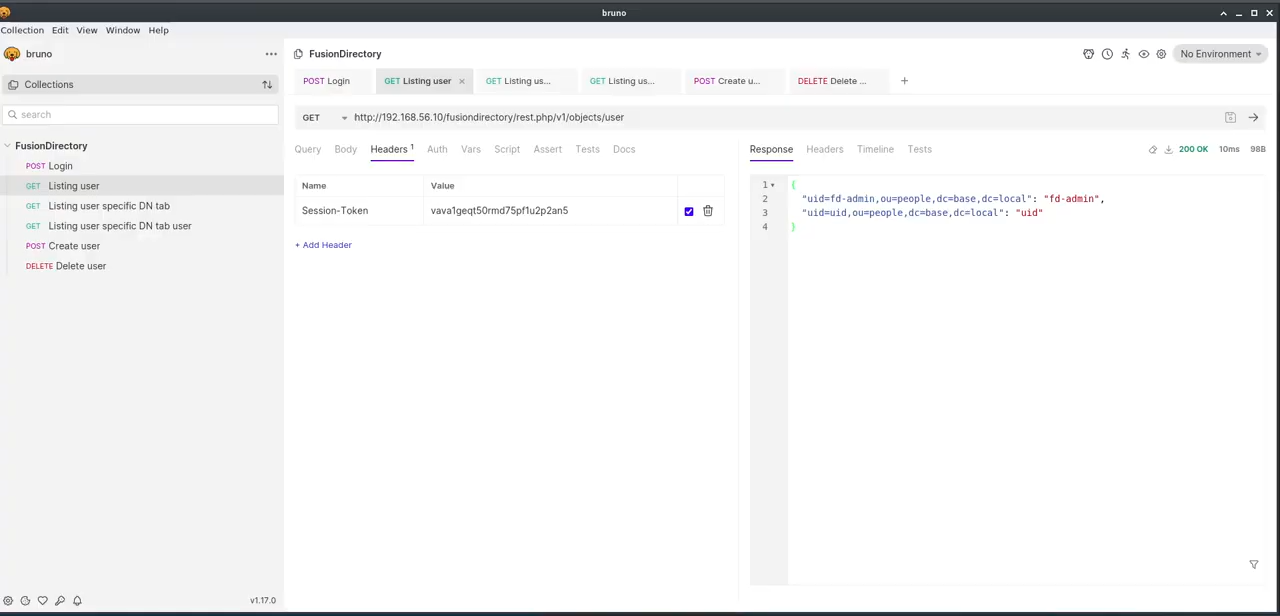 bruno
Collection Edit View Window Help
bruno
Collections
search
FusionDirectory
POST Login
GET Listing user
GET Listing user specific DN tab
GET Listing user specific DN tab user
POST Create user
DELETE Delete user
v1.17.0
FusionDirectory
No Environment
POST Login GET Listing user × GET Listing us... GET Listing us... POST Create u... DELETE Delete ... +
GET http://192.168.56.10/fusiondirectory/rest.php/v1/objects/user
Query Body Headers 1 Auth Vars Script Assert Tests Docs
Name Value
Session-Token vava1geqt50rmd75pf1u2p2an5
+ Add Header
Response Headers Timeline Tests 200 OK 10ms 98B
1 {
2 "uid=fd-admin,ou=people,dc=base,dc=local": "fd-admin",
3 "uid=uid,ou=people,dc=base,dc=local": "uid"
4 }